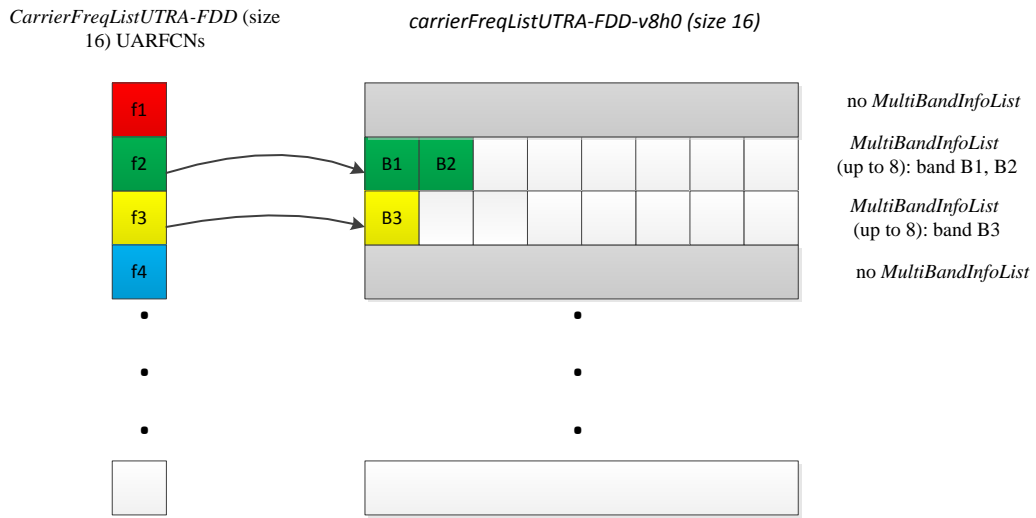 CarrierFreqListUTRA-FDD (size
16) UARFCNs
carrierFreqListUTRA-FDD-v8h0 (size 16)
f1
no MultiBandInfoList
f2
B1
B2
MultiBandInfoList
(up to 8): band B1, B2
f3
B3
MultiBandInfoList
(up to 8): band B3
f4
no MultiBandInfoList